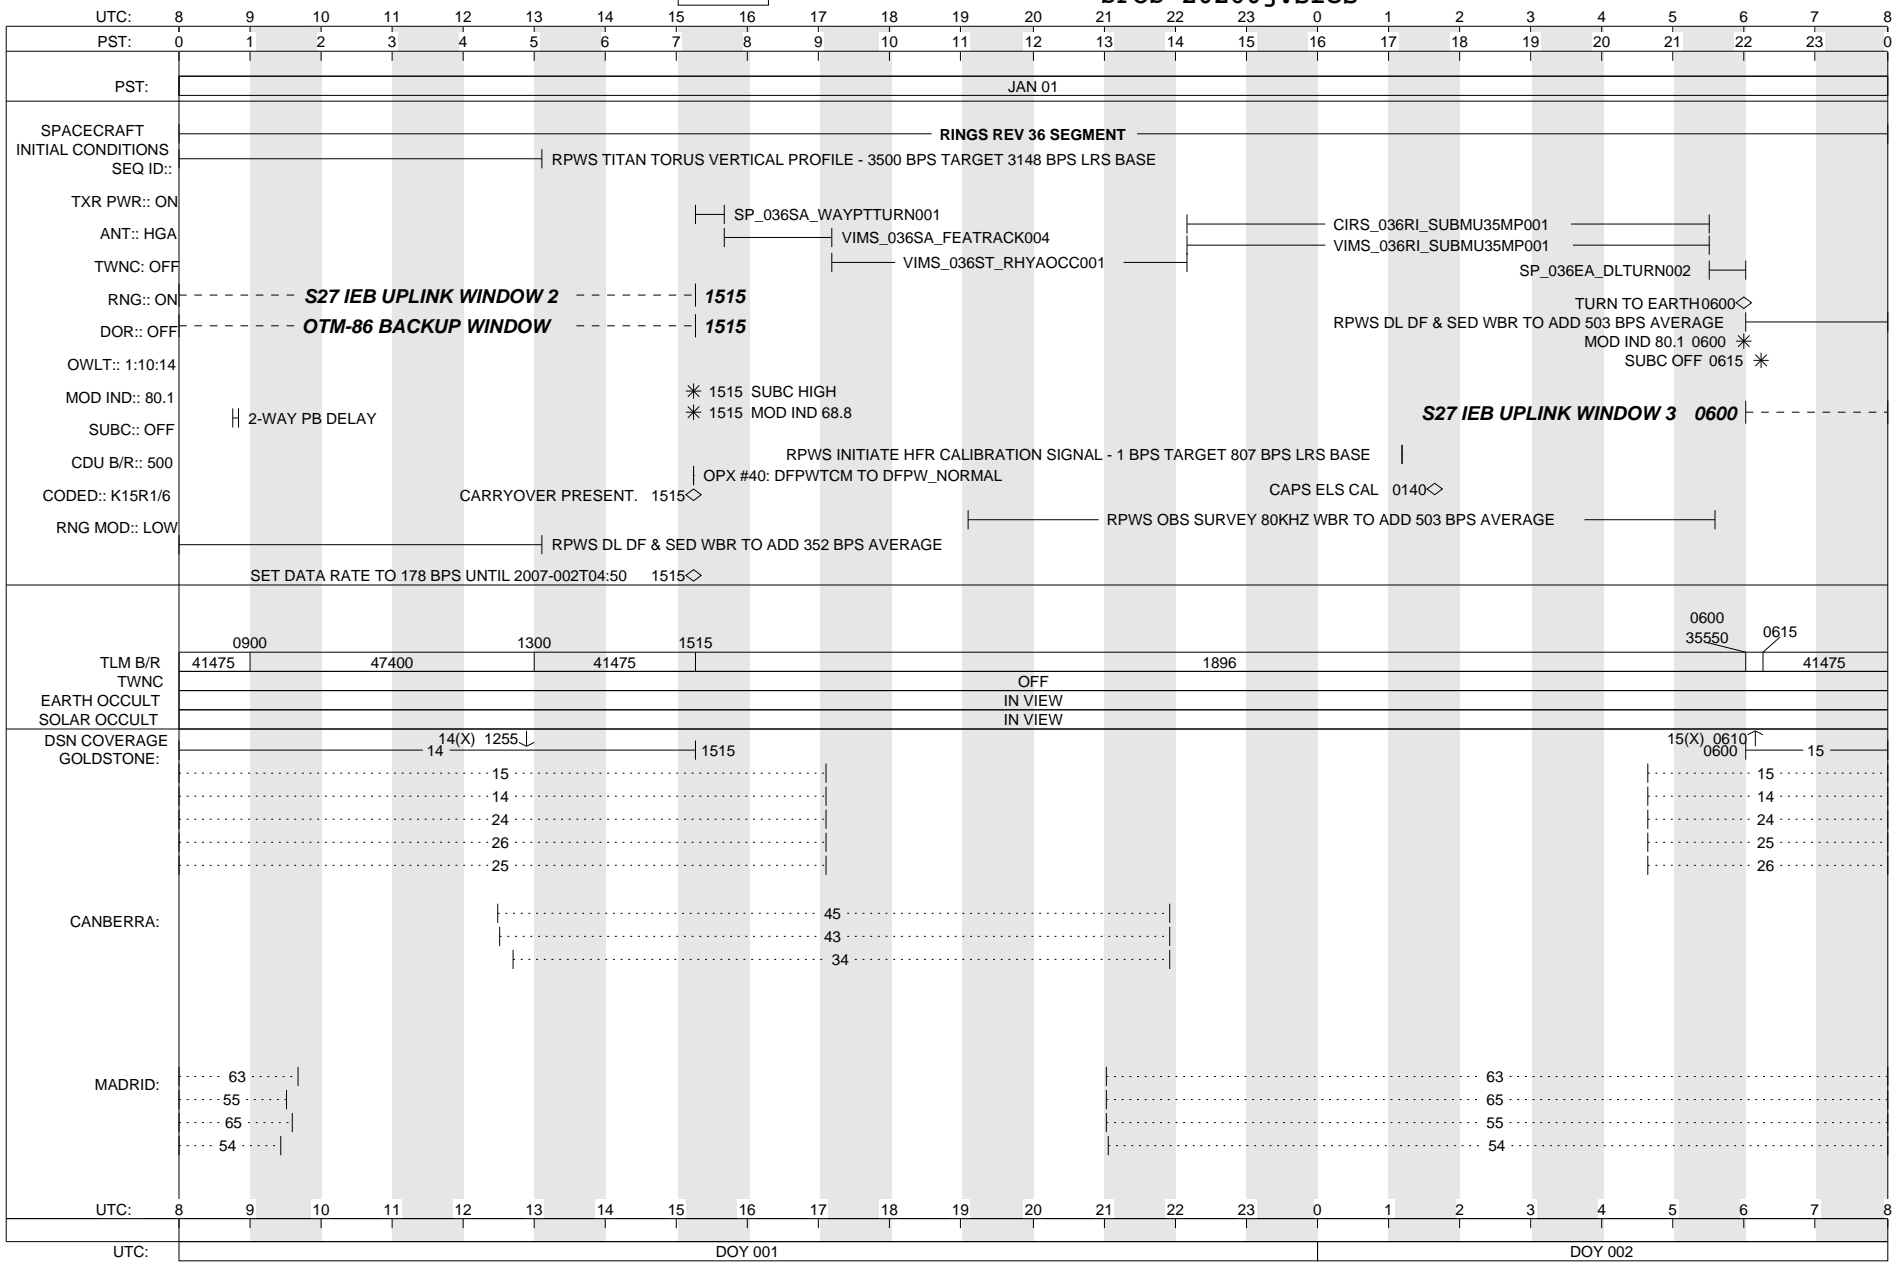 UTC: 8 9 10 11 12 13 14 15 16 17 18 19 20 21 22 23 0 1 2 3 4 5 6 7 8
PST: 0 1 2 3 4 5 6 7 8 9 10 11 12 13 14 15 16 17 18 19 20 21 22 23 0
PST: JAN 01
SPACECRAFT
INITIAL CONDITIONS
SEQ ID::
RINGS REV 36 SEGMENT
RPWS TITAN TORUS VERTICAL PROFILE - 3500 BPS TARGET 3148 BPS LRS BASE
TXR PWR:: ON
SP_036SA_WAYPTTURN001
CIRS_036RI_SUBMU35MP001
ANT:: HGA
VIMS_036SA_FEATRACK004
VIMS_036RI_SUBMU35MP001
TWNC: OFF
VIMS_036ST_RHYAOCC001
SP_036EA_DLTURN002
RNG:: ON
S27 IEB UPLINK WINDOW 2 1515
TURN TO EARTH 0600
DOR:: OFF
OTM-86 BACKUP WINDOW 1515
RPWS DL DF & SED WBR TO ADD 503 BPS AVERAGE
MOD IND 80.1 0600
OWLT:: 1:10:14
SUBC OFF 0615
MOD IND:: 80.1
1515 SUBC HIGH
1515 MOD IND 68.8
2-WAY PB DELAY
S27 IEB UPLINK WINDOW 3 0600
SUBC:: OFF
RPWS INITIATE HFR CALIBRATION SIGNAL - 1 BPS TARGET 807 BPS LRS BASE
CDU B/R:: 500
OPX #40: DFPWTCM TO DFPW_NORMAL
CODED:: K15R1/6
CARRYOVER PRESENT. 1515
CAPS ELS CAL 0140
RNG MOD:: LOW
RPWS OBS SURVEY 80KHZ WBR TO ADD 503 BPS AVERAGE
RPWS DL DF & SED WBR TO ADD 352 BPS AVERAGE
SET DATA RATE TO 178 BPS UNTIL 2007-002T04:50 1515
0900 1300 1515 0600 35550 0615
TLM B/R 41475 47400 41475 1896 41475
TWNC OFF
EARTH OCCULT IN VIEW
SOLAR OCCULT IN VIEW
DSN COVERAGE
GOLDSTONE:
14(X) 1255
14 1515
15(X) 0610
0600 15
15 15
14 14
24 24
26 25
25 26
CANBERRA:
45
43
34
MADRID:
63 63
55 65
65 55
54 54
UTC: 8 9 10 11 12 13 14 15 16 17 18 19 20 21 22 23 0 1 2 3 4 5 6 7 8
UTC: DOY 001 DOY 002